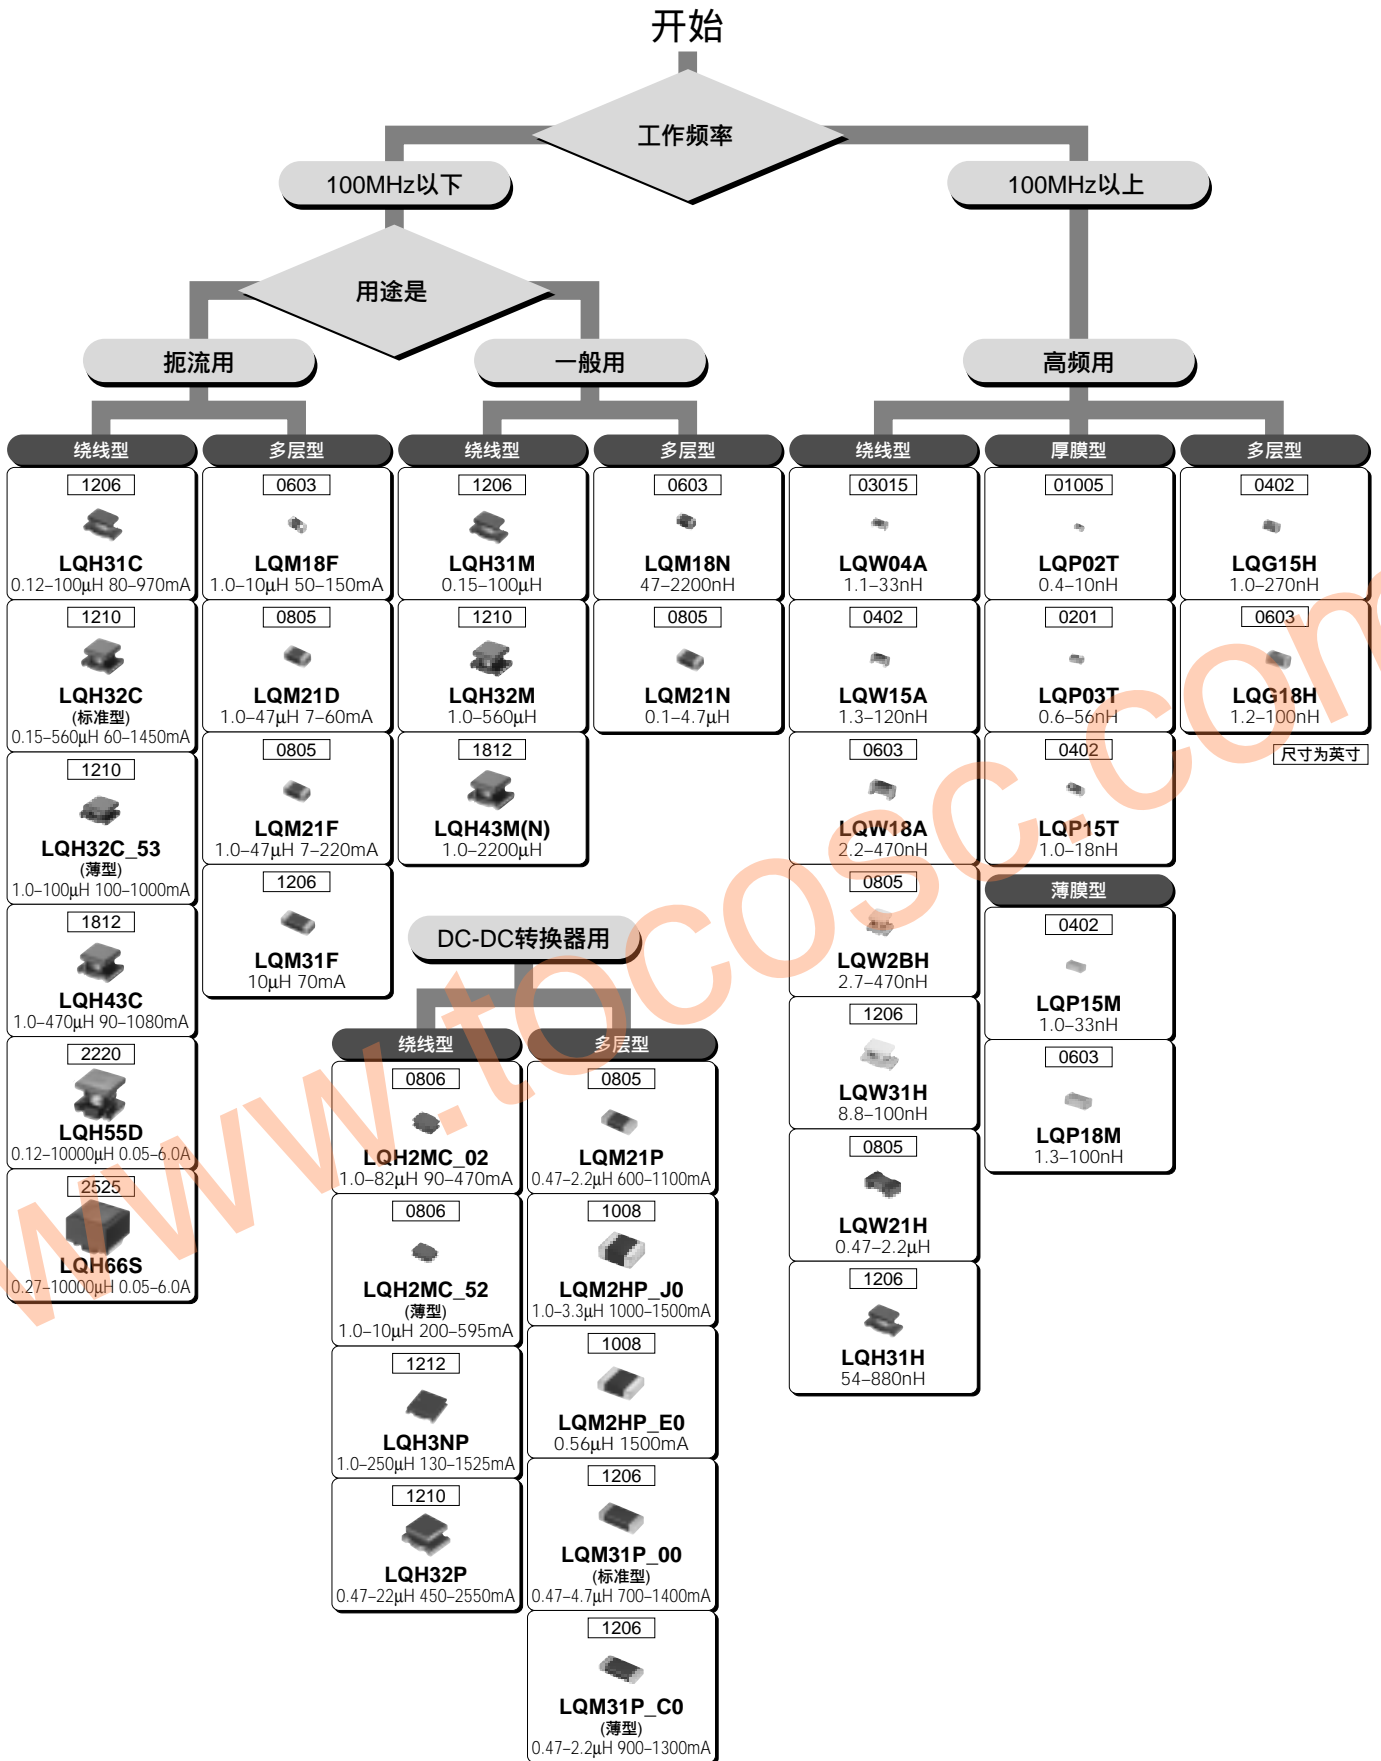 开始
工作频率
100MHz以下
100MHz以上
用途是
扼流用
一般用
高频用
绕线型
1206
LQH31C
0.12–100μH 80–970mA
1210
LQH32C
(标准型)
0.15–560μH 60–1450mA
1210
LQH32C_53
(薄型)
1.0–100μH 100–1000mA
1812
LQH43C
1.0–470μH 90–1080mA
2220
LQH55D
0.12–10000μH 0.05–6.0A
2525
LQH66S
0.27–10000μH 0.05–6.0A
多层型
0603
LQM18F
1.0–10μH 50–150mA
0805
LQM21D
1.0–47μH 7–60mA
0805
LQM21F
1.0–47μH 7–220mA
1206
LQM31F
10μH 70mA
绕线型
1206
LQH31M
0.15–100μH
1210
LQH32M
1.0–560μH
1812
LQH43M(N)
1.0–2200μH
多层型
0603
LQM18N
47–2200nH
0805
LQM21N
0.1–4.7μH
DC-DC转换器用
绕线型
0806
LQH2MC_02
1.0–82μH 90–470mA
0806
LQH2MC_52
(薄型)
1.0–10μH 200–595mA
1212
LQH3NP
1.0–250μH 130–1525mA
1210
LQH32P
0.47–22μH 450–2550mA
多层型
0805
LQM21P
0.47–2.2μH 600–1100mA
1008
LQM2HP_J0
1.0–3.3μH 1000–1500mA
1008
LQM2HP_E0
0.56μH 1500mA
1206
LQM31P_00
(标准型)
0.47–4.7μH 700–1400mA
1206
LQM31P_C0
(薄型)
0.47–2.2μH 900–1300mA
绕线型
03015
LQW04A
1.1–33nH
0402
LQW15A
1.3–120nH
0603
LQW18A
2.2–470nH
0805
LQW2BH
2.7–470nH
1206
LQW31H
8.8–100nH
0805
LQW21H
0.47–2.2μH
1206
LQH31H
54–880nH
厚膜型
01005
LQP02T
0.4–10nH
0201
LQP03T
0.6–56nH
0402
LQP15T
1.0–18nH
薄膜型
0402
LQP15M
1.0–33nH
0603
LQP18M
1.3–100nH
多层型
0402
LQG15H
1.0–270nH
0603
LQG18H
1.2–100nH
尺寸为英寸
www.tocosc.com